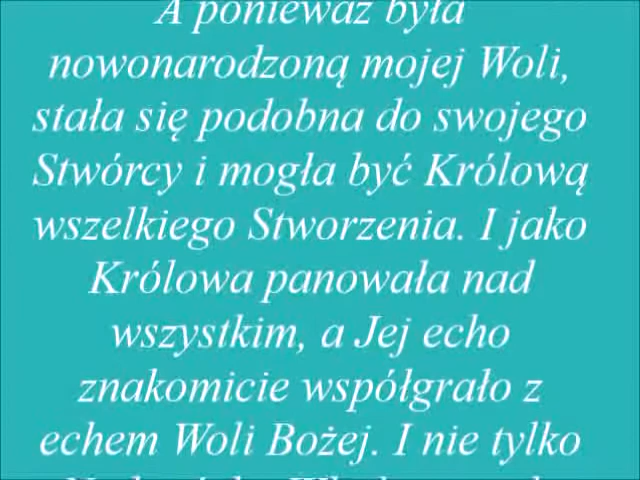 A ponieważ była
nowonarodzoną mojej Woli,
stała się podobna do swojego
Stwórcy i mogła być Królową
wszelkiego Stworzenia. I jako
Królowa panowała nad
wszystkim, a Jej echo
znakomicie współgrało z
echem Woli Bożej. I nie tylko